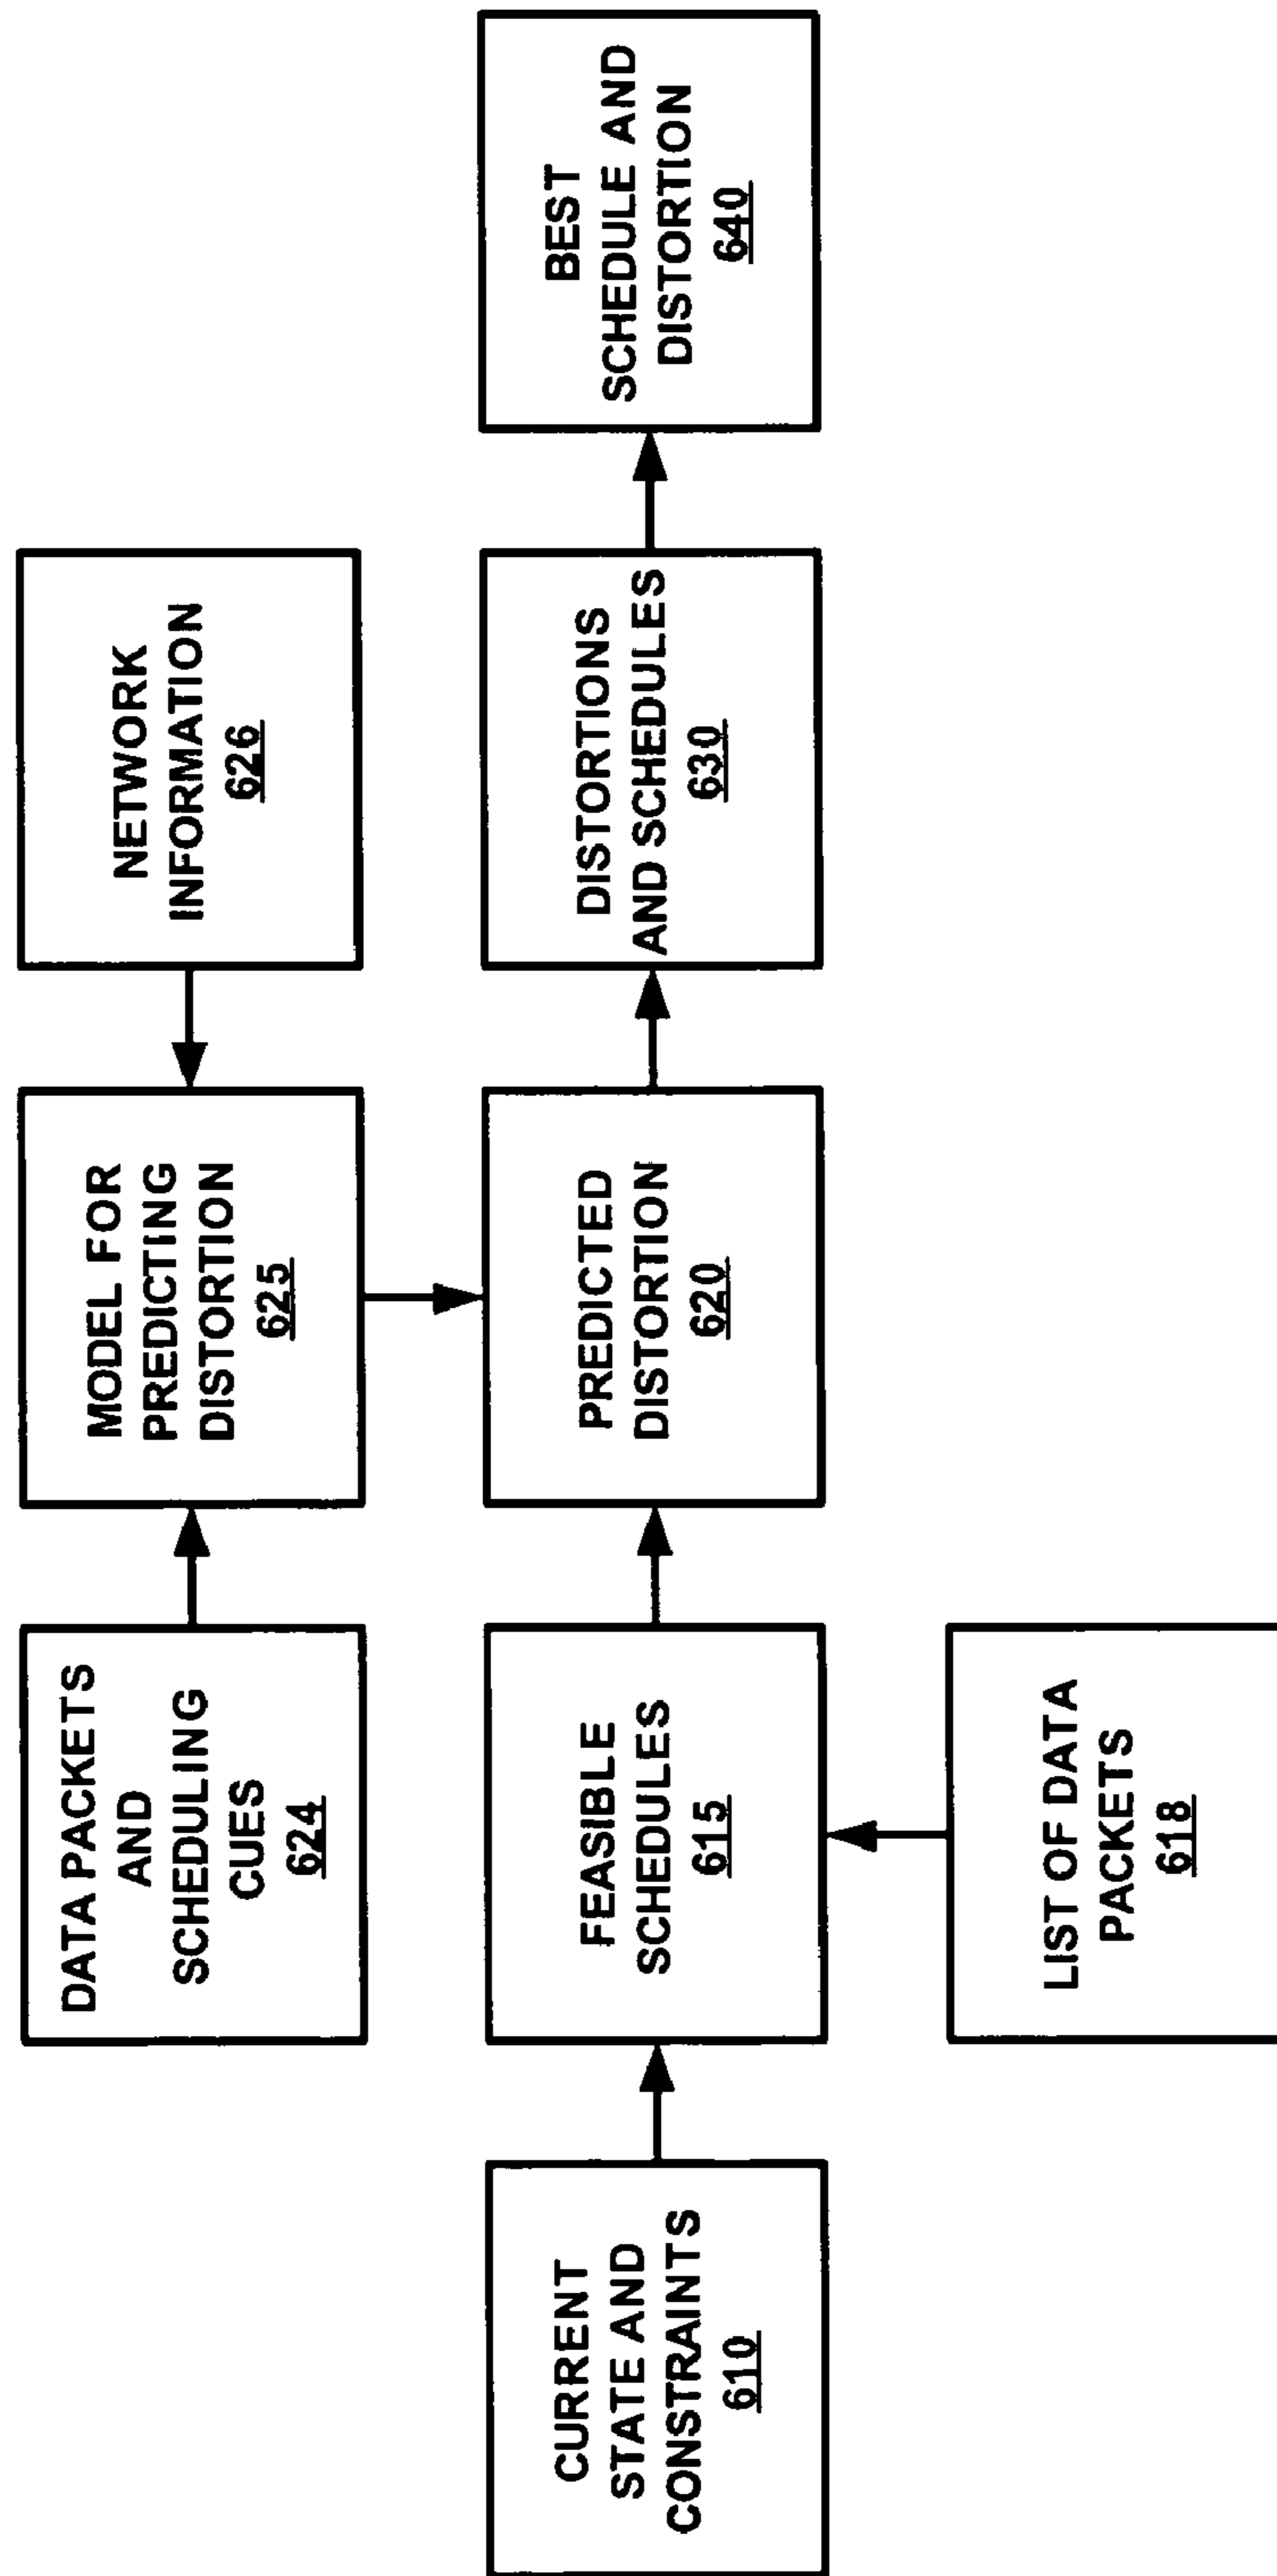 DATA PACKETS
AND
SCHEDULING
CUES
624
MODEL FOR
PREDICTING
DISTORTION
625
NETWORK
INFORMATION
626
CURRENT
STATE AND
CONSTRAINTS
610
FEASIBLE
SCHEDULES
615
PREDICTED
DISTORTION
620
DISTORTIONS
AND SCHEDULES
630
BEST
SCHEDULE AND
DISTORTION
640
LIST OF DATA
PACKETS
618